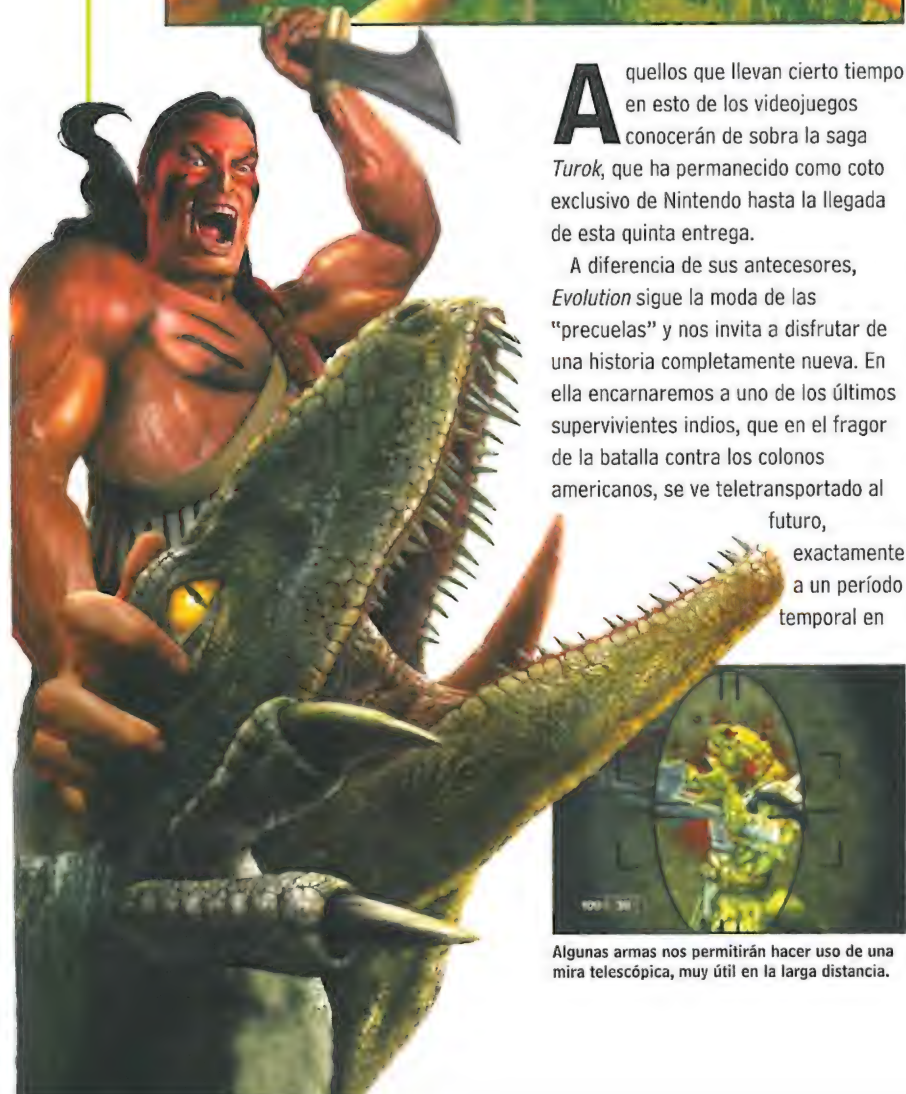 Aquellos que llevan cierto tiempo
en esto de los videojuegos
conocerán de sobra la saga
Turok, que ha permanecido como coto
exclusivo de Nintendo hasta la llegada
de esta quinta entrega.
A diferencia de sus antecesores,
Evolution sigue la moda de las
"precuelas" y nos invita a disfrutar de
una historia completamente nueva. En
ella encarnaremos a uno de los últimos
supervivientes indios, que en el fragor
de la batalla contra los colonos
americanos, se ve teletransportado al
futuro,
exactamente
a un período
temporal en
Algunas armas nos permitirán hacer uso de una
mira telescópica, muy útil en la larga distancia.